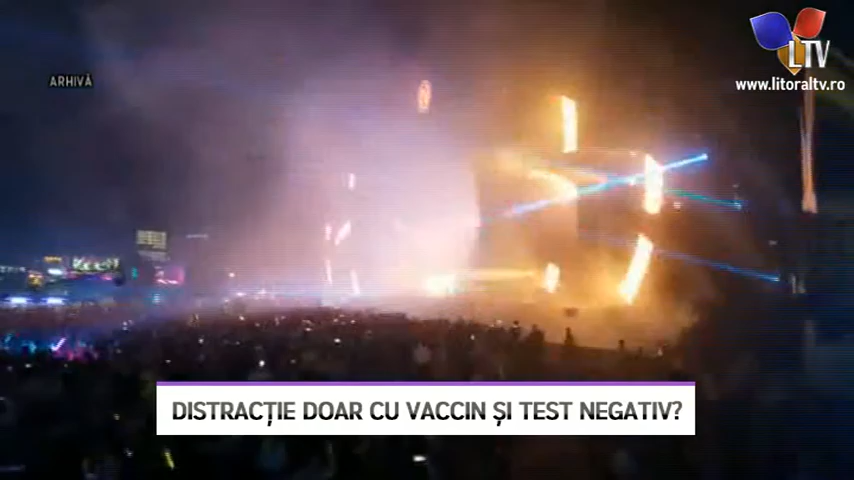 ARHIVĂ
LTV
www.litoraltv.ro
DISTRACȚIE DOAR CU VACCIN ȘI TEST NEGATIV?